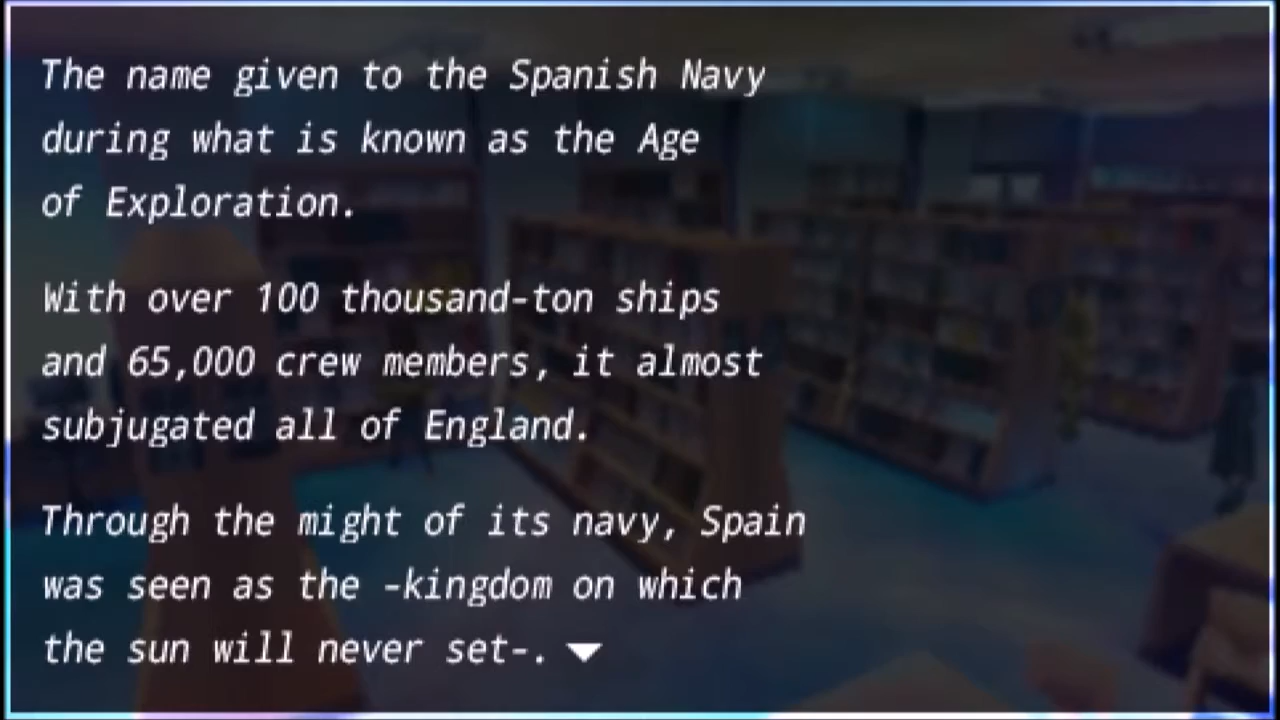 The name given to the Spanish Navy
during what is known as the Age
of Exploration.
With over 100 thousand-ton ships
and 65,000 crew members, it almost
subjugated all of England.
Through the might of its navy, Spain
was seen as the -kingdom on which
the sun will never set-.